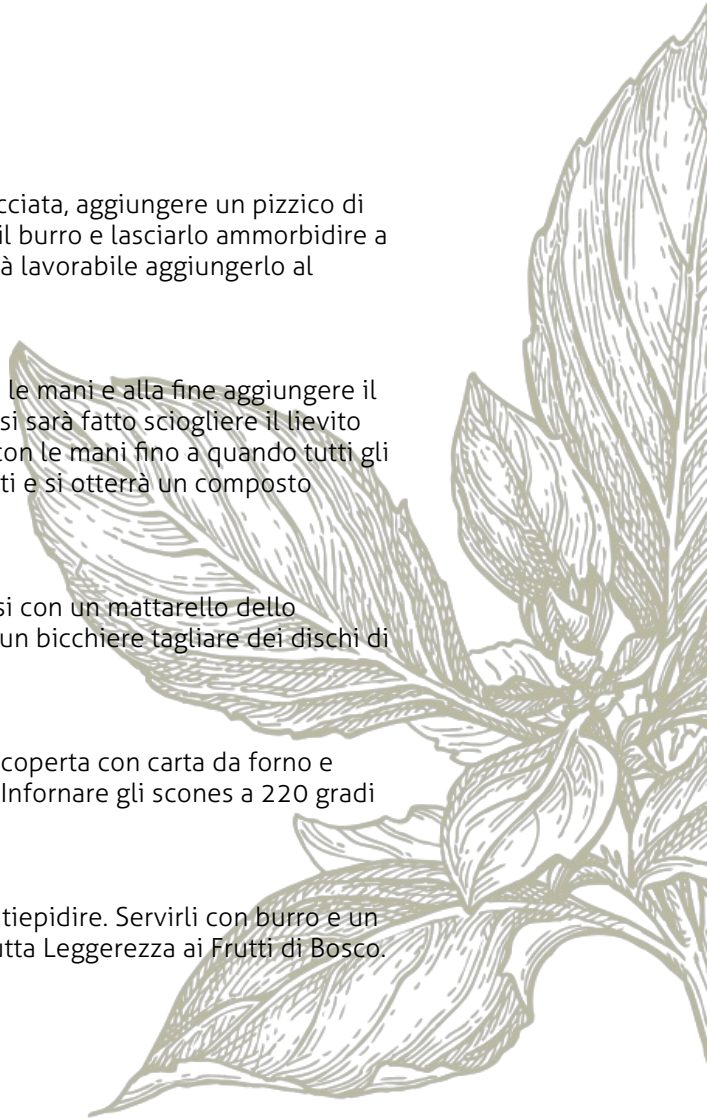 cciata, aggiungere un pizzico di
il burro e lasciarlo ammorbidire a
à lavorabile aggiungerlo al
le mani e alla fine aggiungere il
si sarà fatto sciogliere il lievito
con le mani fino a quando tutti gli
ti e si otterrà un composto
si con un mattarello dello
un bicchiere tagliare dei dischi di
coperta con carta da forno e
Infornare gli scones a 220 gradi
tiepidire. Servirli con burro e un
utta Leggerezza ai Frutti di Bosco.